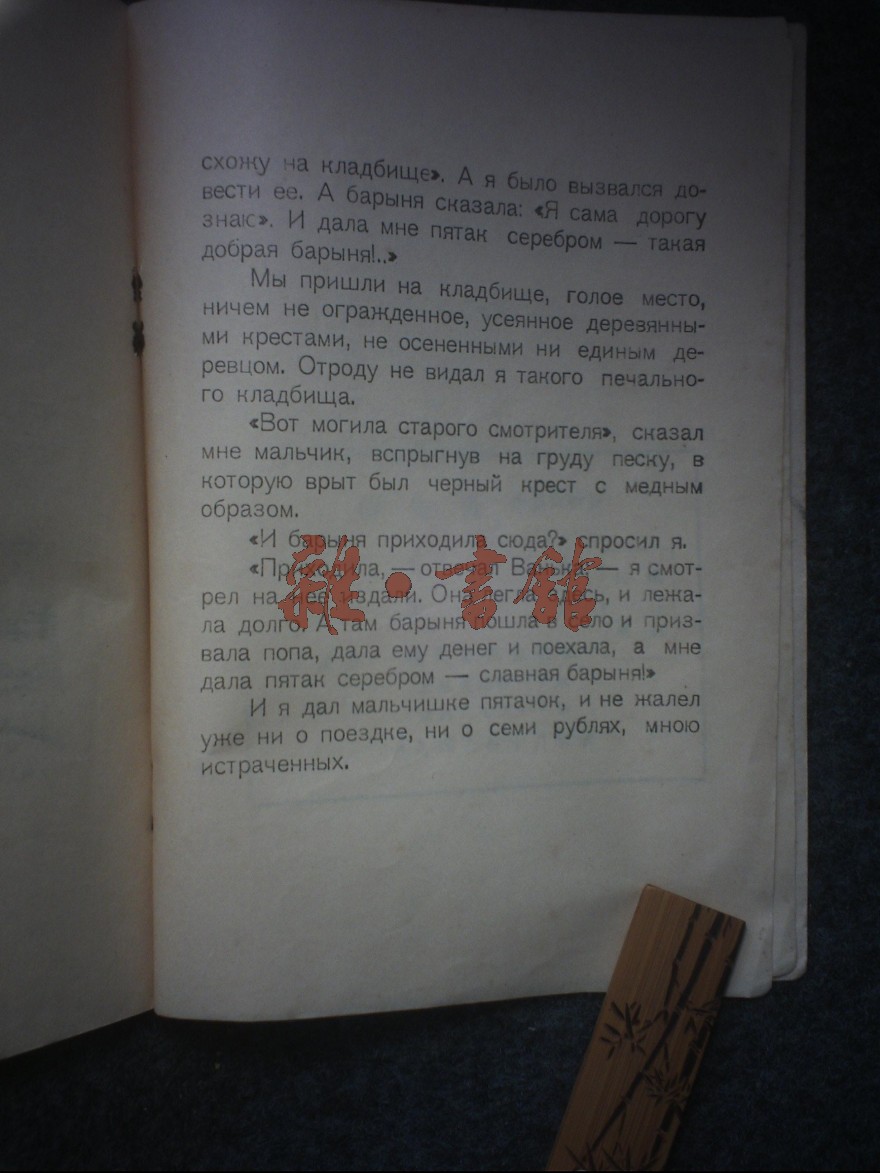 схожу на кладбище». А я было вызвался до-
вести ее. А барыня сказала: «Я сама дорогу
знаю». И дала мне пятак серебром — такая
добрая барыня!..»
Мы пришли на кладбище, голое место,
ничем не огражденное, усеянное деревянны-
ми крестами, не осененными ни единым де-
ревцом. Отроду не видал я такого печально-
го кладбища.
«Вот могила старого смотрителя», сказал
мне мальчик, вспрыгнув на груду песку, в
которую врыт был черный крест с медным
образом.
«И барыня приходила сюда?» спросил я.
«Приходила, — отвечал Ванька: — я смот-
рел на нее издали. Она легла здесь, и лежа-
ла долго. А там барыня пошла в село и приз-
вала попа, дала ему денег и поехала, а мне
дала пятак серебром — славная барыня!»
И я дал мальчишке пятачок, и не жалел
уже ни о поездке, ни о семи рублях, мною
истраченных.
雜·書館